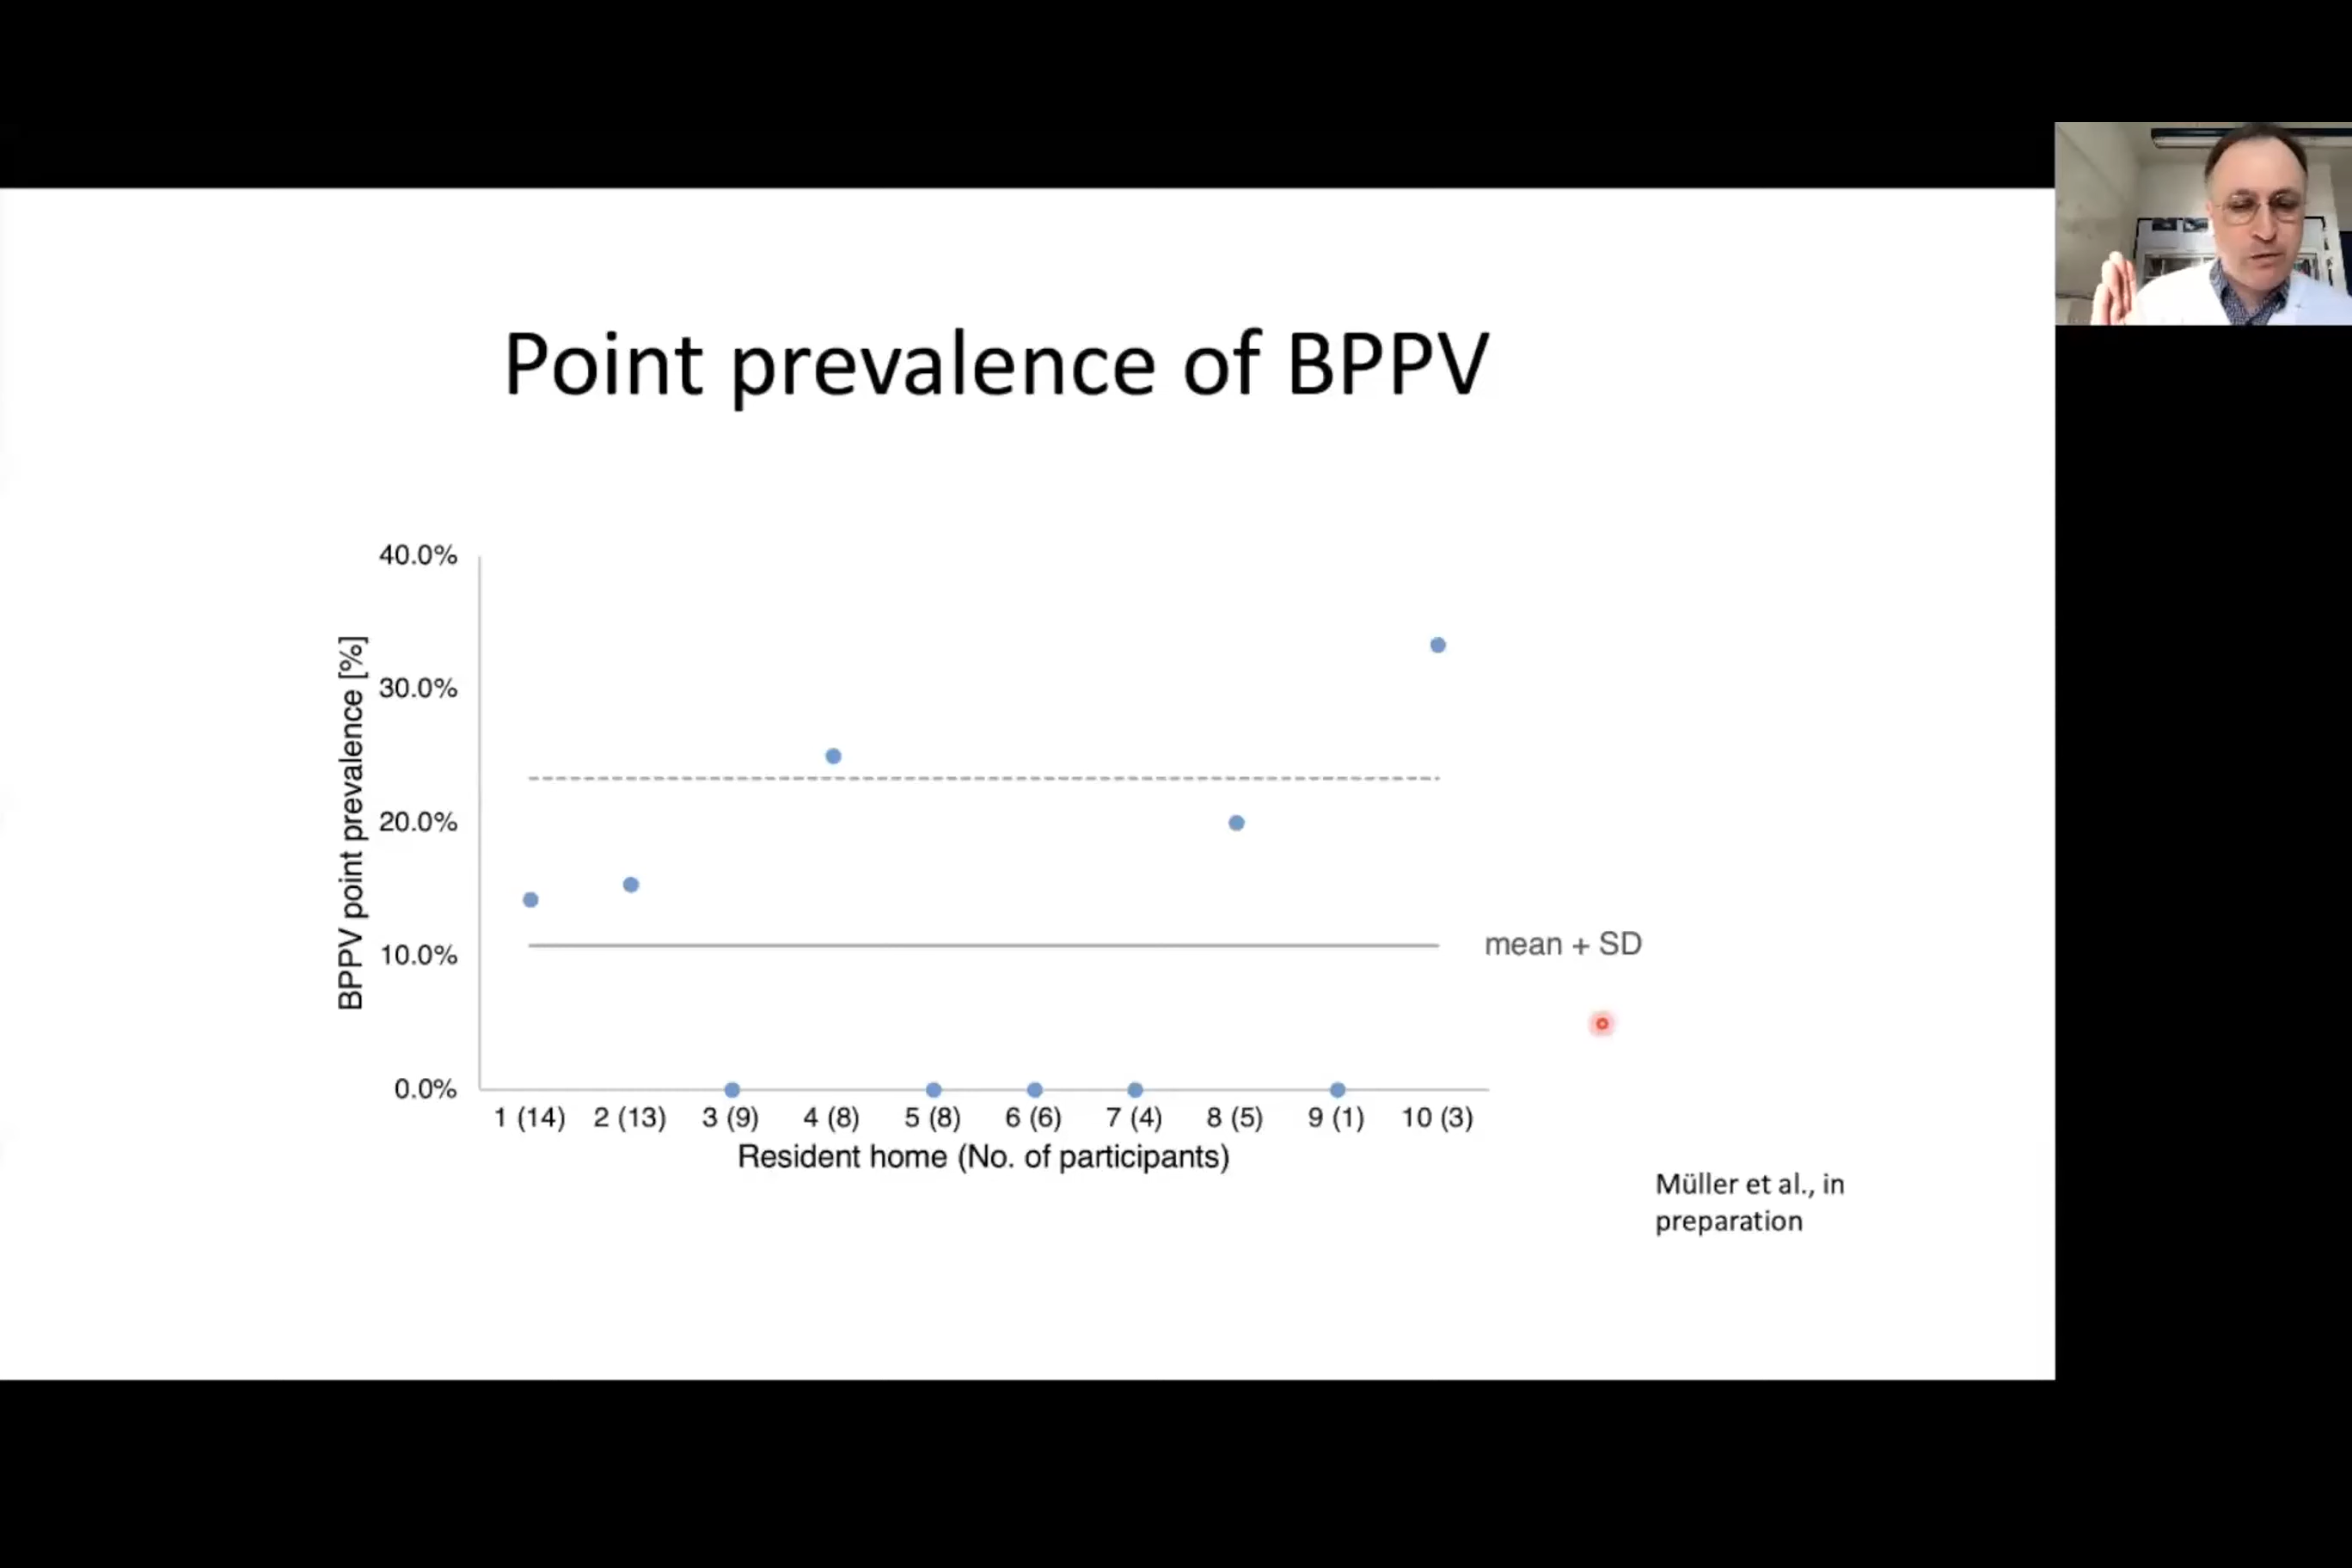 Point prevalence of BPPV
BPPV point prevalence [%]
40.0%
30.0%
20.0%
10.0%
0.0%
mean + SD
1 (14) 2 (13) 3 (9) 4 (8) 5 (8) 6 (6) 7 (4) 8 (5) 9 (1) 10 (3)
Resident home (No. of participants)
Müller et al., in
preparation